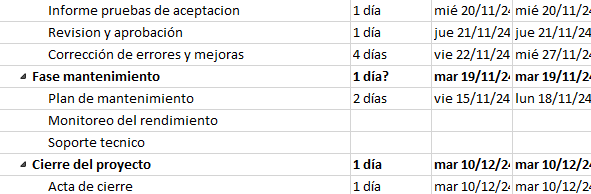 Informe pruebas de aceptacion 1 día mié 20/11/24 mié 20/11/24
Revision y aprobación 1 día jue 21/11/24 jue 21/11/24
Corrección de errores y mejoras 4 días vie 22/11/24 mié 27/11/24
Fase mantenimiento 1 día? mar 19/11/24 mar 19/11/24
Plan de mantenimiento 2 días vie 15/11/24 lun 18/11/24
Monitoreo del rendimiento
Soporte tecnico
Cierre del proyecto 1 día mar 10/12/24 mar 10/12/24
Acta de cierre 1 día mar 10/12/24 mar 10/12/24